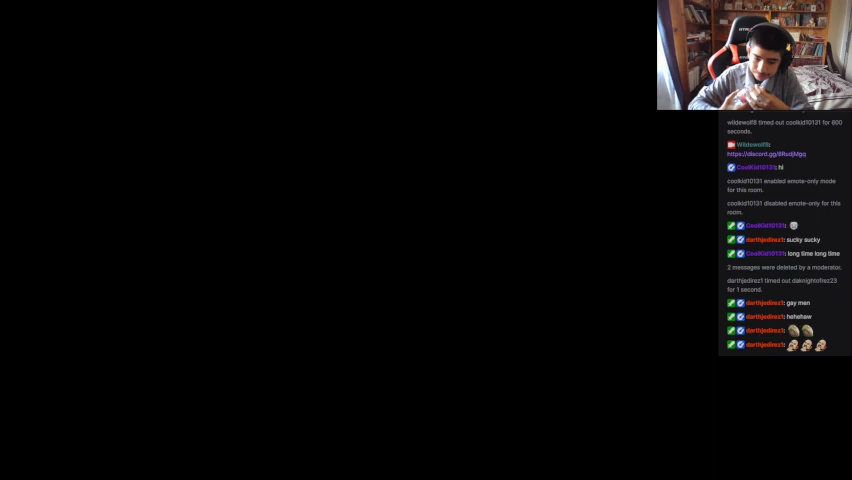 wildewolf8 timed out coolkid10131 for 600
seconds.
Wildewolf8:
https://discord.gg/8RudjMgq
CoolKid10131: hi
coolkid10131 enabled emote-only mode
for this room.
coolkid10131 disabled emote-only for this
room.
CoolKid10131:
darthjedirez1: sucky sucky
CoolKid10131: long time long time
2 messages were deleted by a moderator.
darthjedirez1 timed out daknightofrez23
for 1 second.
darthjedirez1: gay men
darthjedirez1: hehehaw
darthjedirez1:
darthjedirez1: